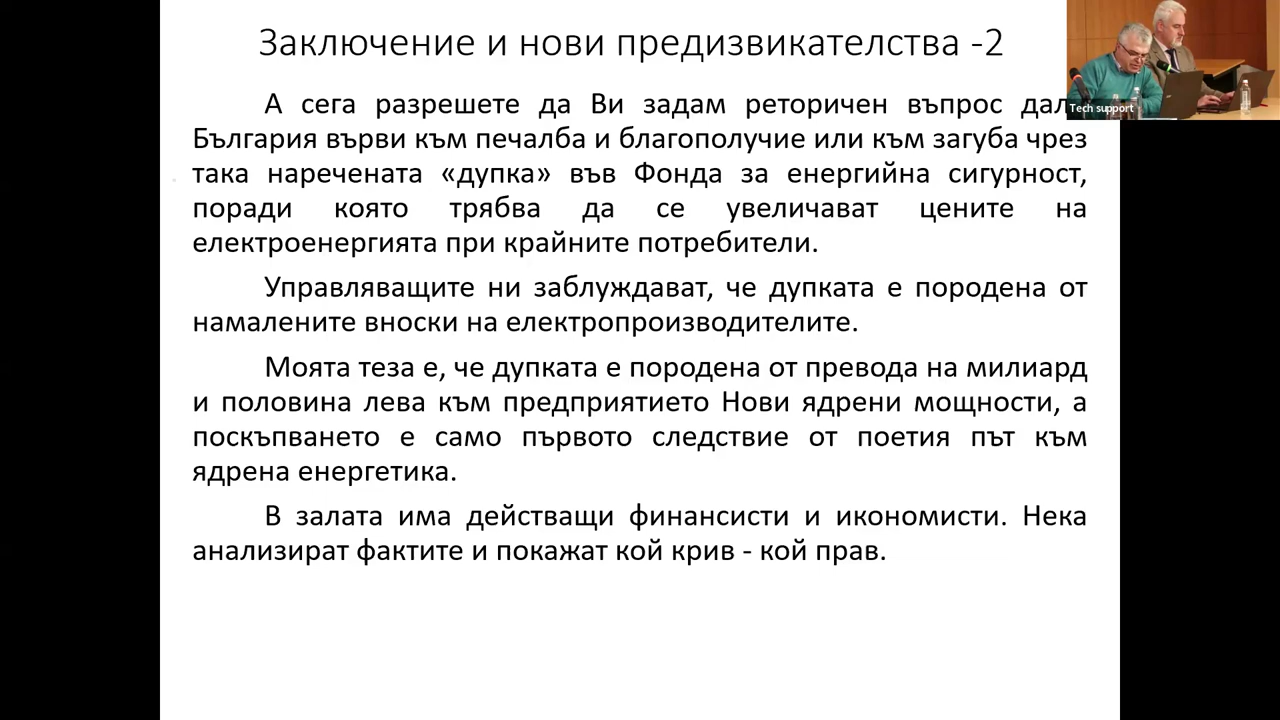 Заключение и нови предизвикателства -2
А сега разрешете да Ви задам реторичен въпрос дал
България върви към печалба и благополучие или към загуба чрез
така наречената «дупка» във Фонда за енергийна сигурност,
поради която трябва да се увеличават цените на
електроенергията при крайните потребители.
Управляващите ни заблуждават, че дупката е породена от
намалените вноски на електропроизводителите.
Моята теза е, че дупката е породена от превода на милиард
и половина лева към предприятието Нови ядрени мощности, а
поскъпването е само първото следствие от поетия път към
ядрена енергетика.
В залата има действащи финансисти и икономисти. Нека
анализират фактите и покажат кой крив - кой прав.
Tech support